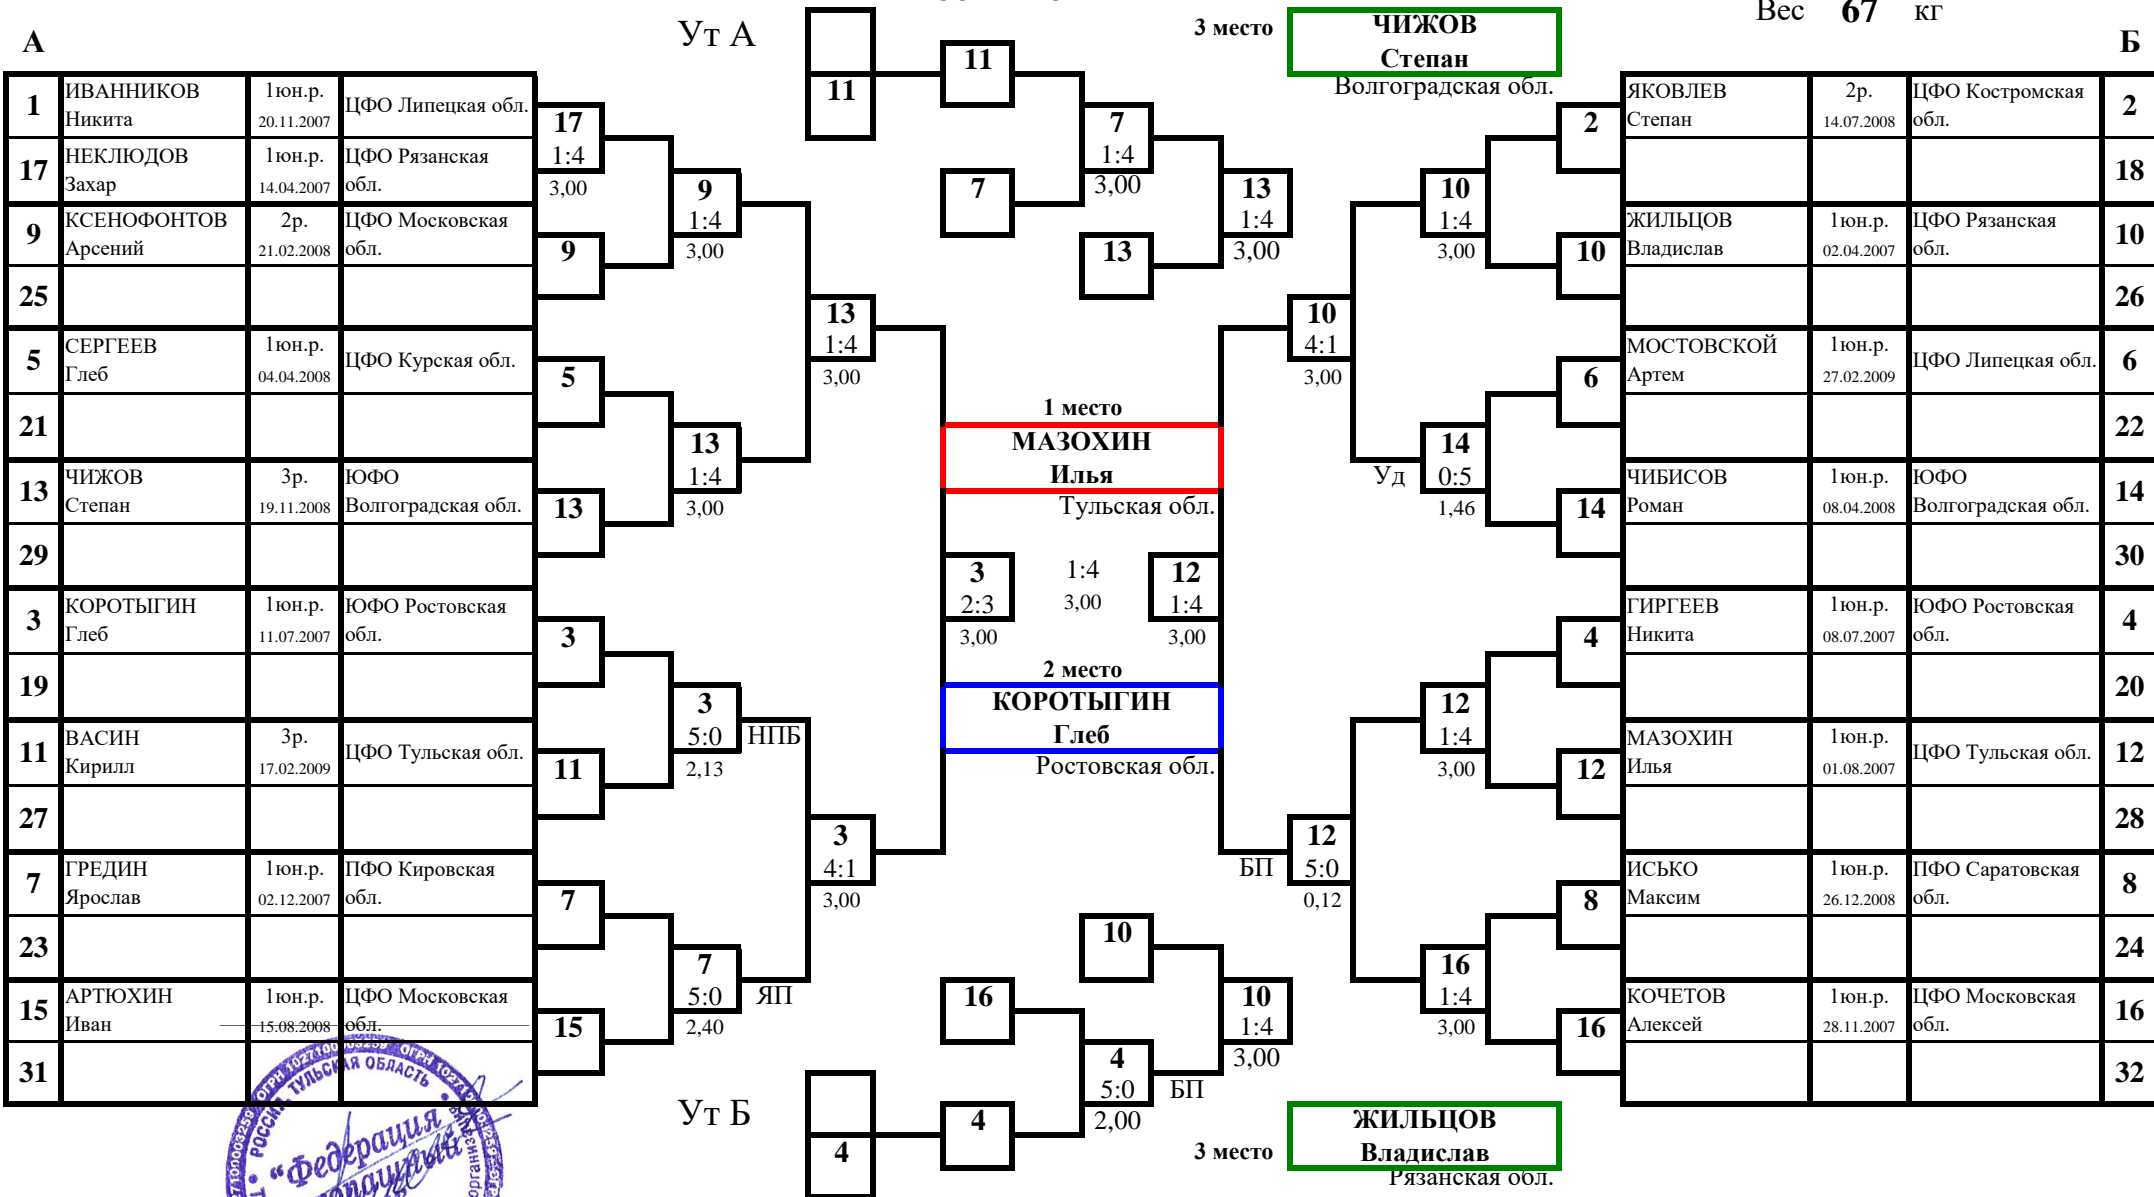 Вес 67 кг
А
Ут А
3 место
ЧИЖОВ
Степан
Волгоградская обл.
Б
1 ИВАННИКОВ Никита 1юн.р. 20.11.2007 ЦФО Липецкая обл.
17 НЕКЛЮДОВ Захар 1юн.р. 14.04.2007 ЦФО Рязанская обл.
9 КСЕНОФОНТОВ Арсений 2р. 21.02.2008 ЦФО Московская обл.
25
5 СЕРГЕЕВ Глеб 1юн.р. 04.04.2008 ЦФО Курская обл.
21
13 ЧИЖОВ Степан 3р. 19.11.2008 ЮФО Волгоградская обл.
29
3 КОРОТЫГИН Глеб 1юн.р. 11.07.2007 ЮФО Ростовская обл.
19
11 ВАСИН Кирилл 3р. 17.02.2009 ЦФО Тульская обл.
27
7 ГРЕДИН Ярослав 1юн.р. 02.12.2007 ПФО Кировская обл.
23
15 АРТЮХИН Иван 1юн.р. 15.08.2008 ЦФО Московская обл.
31
17
1:4
3,00
9
5
13
3
11
7
15
9
1:4
3,00
13
1:4
3,00
3
5:0 НПБ
2,13
7
5:0 ЯП
2,40
13
1:4
3,00
3
4:1
3,00
11
11
7
7
1:4
3,00
13
13
1:4
3,00
1 место
МАЗОХИН
Илья
Тульская обл.
3
2:3
3,00
1:4
3,00
12
1:4
3,00
2 место
КОРОТЫГИН
Глеб
Ростовская обл.
10
4:1
3,00
БП 12
5:0
0,12
10
1:4
3,00
14
Уд 0:5
1,46
12
1:4
3,00
16
1:4
3,00
2
10
6
14
4
12
8
16
ЯКОВЛЕВ Степан 2р. 14.07.2008 ЦФО Костромская обл. 2
18
ЖИЛЬЦОВ Владислав 1юн.р. 02.04.2007 ЦФО Рязанская обл. 10
26
МОСТОВСКОЙ Артем 1юн.р. 27.02.2009 ЦФО Липецкая обл. 6
22
ЧИБИСОВ Роман 1юн.р. 08.04.2008 ЮФО Волгоградская обл. 14
30
ГИРГЕЕВ Никита 1юн.р. 08.07.2007 ЮФО Ростовская обл. 4
20
МАЗОХИН Илья 1юн.р. 01.08.2007 ЦФО Тульская обл. 12
28
ИСЬКО Максим 1юн.р. 26.12.2008 ПФО Саратовская обл. 8
24
КОЧЕТОВ Алексей 1юн.р. 28.11.2007 ЦФО Московская обл. 16
32
Ут Б
4
4
16
4
5:0 БП
2,00
10
10
1:4
3,00
3 место
ЖИЛЬЦОВ
Владислав
Рязанская обл.
ТУЛЬСКАЯ ОБЛАСТЬ
"Федерация